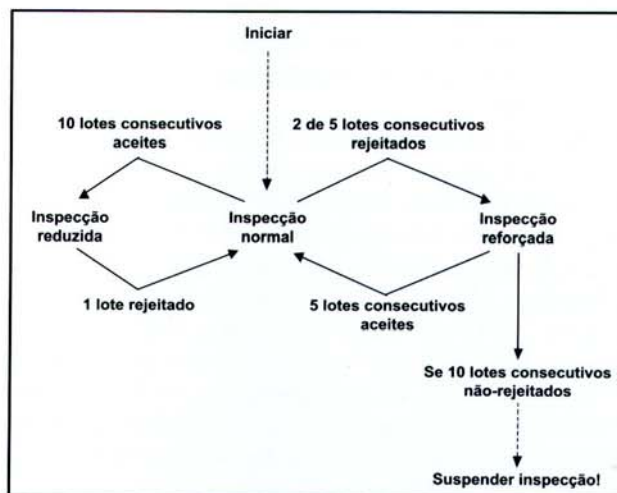 Iniciar
10 lotes consecutivos
aceites
2 de 5 lotes consecutivos
rejeitados
Inspecção
reduzida
Inspecção
normal
Inspecção
reforçada
1 lote rejeitado
5 lotes consecutivos
aceites
Se 10 lotes consecutivos
não-rejeitados
Suspender inspecção!